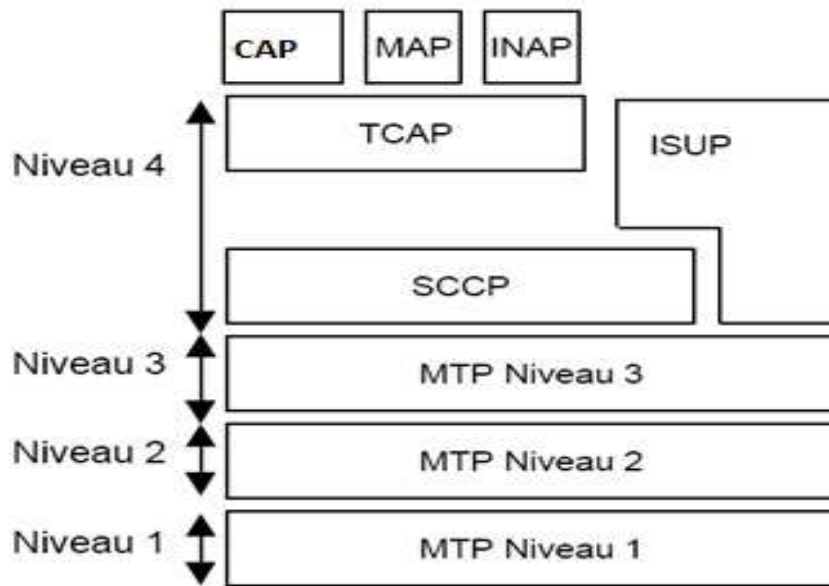 CAP MAP INAP
TCAP
ISUP
Niveau 4
SCCP
Niveau 3
MTP Niveau 3
Niveau 2
MTP Niveau 2
Niveau 1
MTP Niveau 1